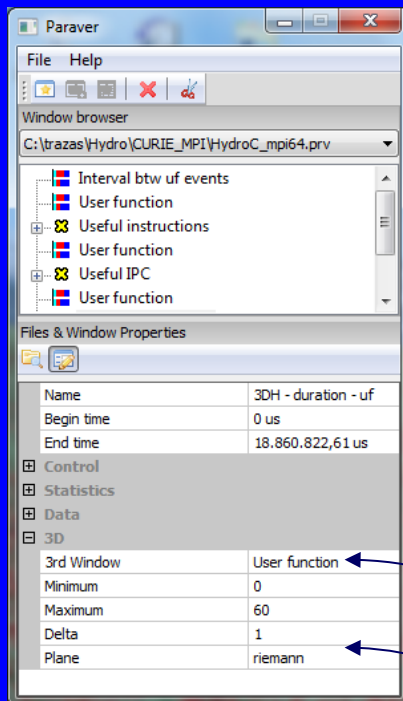 Paraver
File Help
Window browser
C:\trazas\Hydro\CURIE_MPI\HydroC_mpi64.prv
Interval btw uf events
User function
Useful instructions
User function
Useful IPC
User function
Files & Window Properties
Name 3DH - duration - uf
Begin time 0 us
End time 18.860.822,61 us
Control
Statistics
Data
3D
3rd Window User function
Minimum 0
Maximum 60
Delta 1
Plane riemann